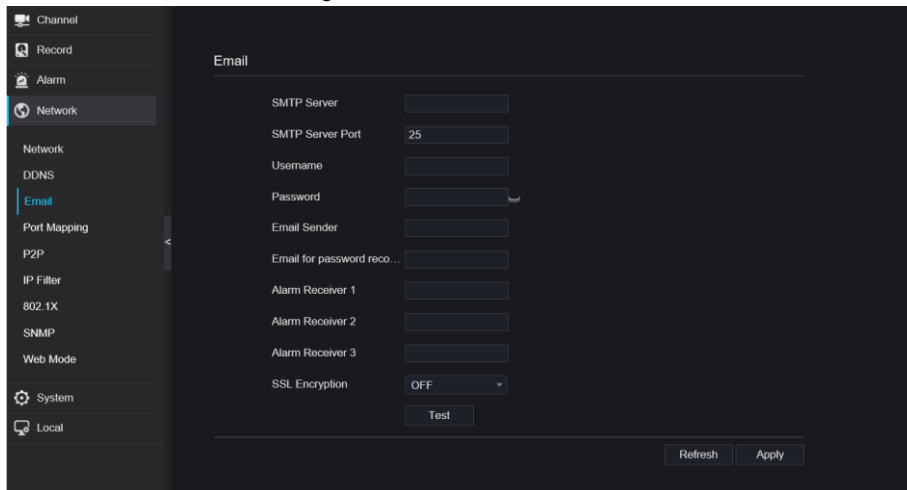 Channel
Record
Alarm
Network
Network
DDNS
Email
Port Mapping
P2P
IP Filter
802.1X
SNMP
Web Mode
System
Local
<
Email
SMTP Server
SMTP Server Port 25
Username
Password
Email Sender
Email for password reco...
Alarm Receiver 1
Alarm Receiver 2
Alarm Receiver 3
SSL Encryption OFF
Test
Refresh Apply